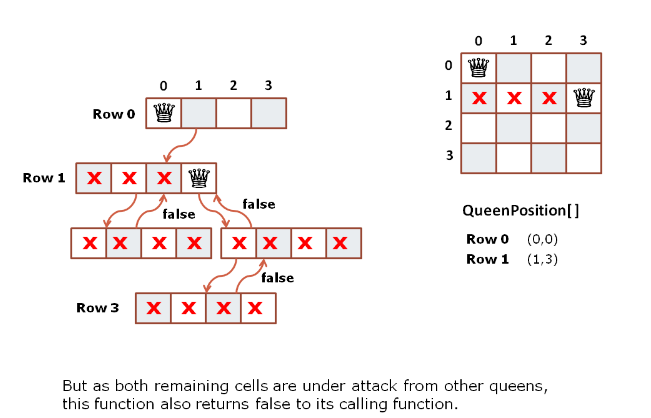 0 1 2 3
Row 0
Row 1 X X X
false false
X X X X X X X X
false
Row 3 X X X X
0 1 2 3
0
1 X X X
2
3
QueenPosition[]
Row 0 (0,0)
Row 1 (1,3)
But as both remaining cells are under attack from other queens,
this function also returns false to its calling function.